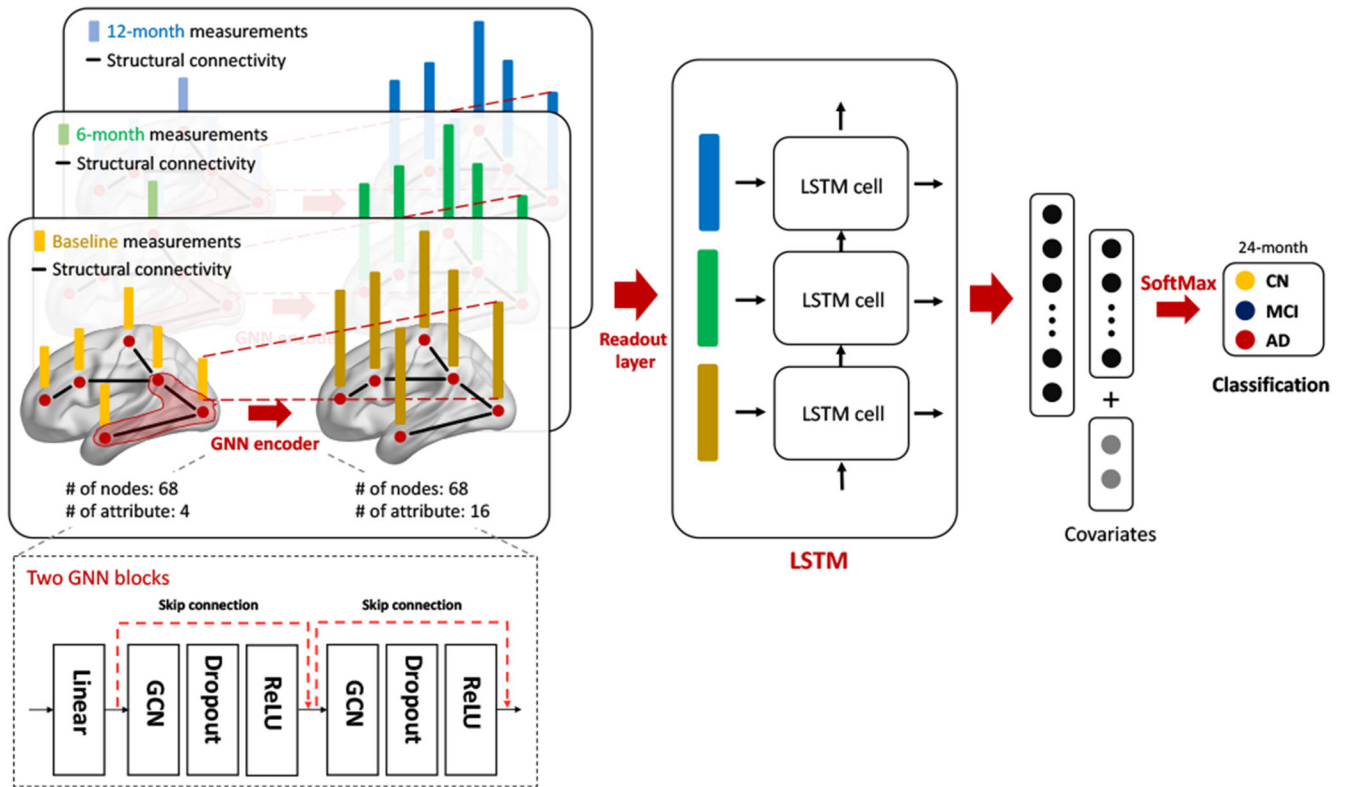 12-month measurements
Structural connectivity
6-month measurements
Structural connectivity
Baseline measurements
Structural connectivity
GNN encoder
GNN encoder
# of nodes: 68
# of attribute: 4
# of nodes: 68
# of attribute: 16
Two GNN blocks
Skip connection
Skip connection
Linear
GCN
Dropout
ReLU
GCN
Dropout
ReLU
Readout
layer
LSTM cell
LSTM cell
LSTM cell
LSTM
+
Covariates
SoftMax
24-month
CN
MCI
AD
Classification